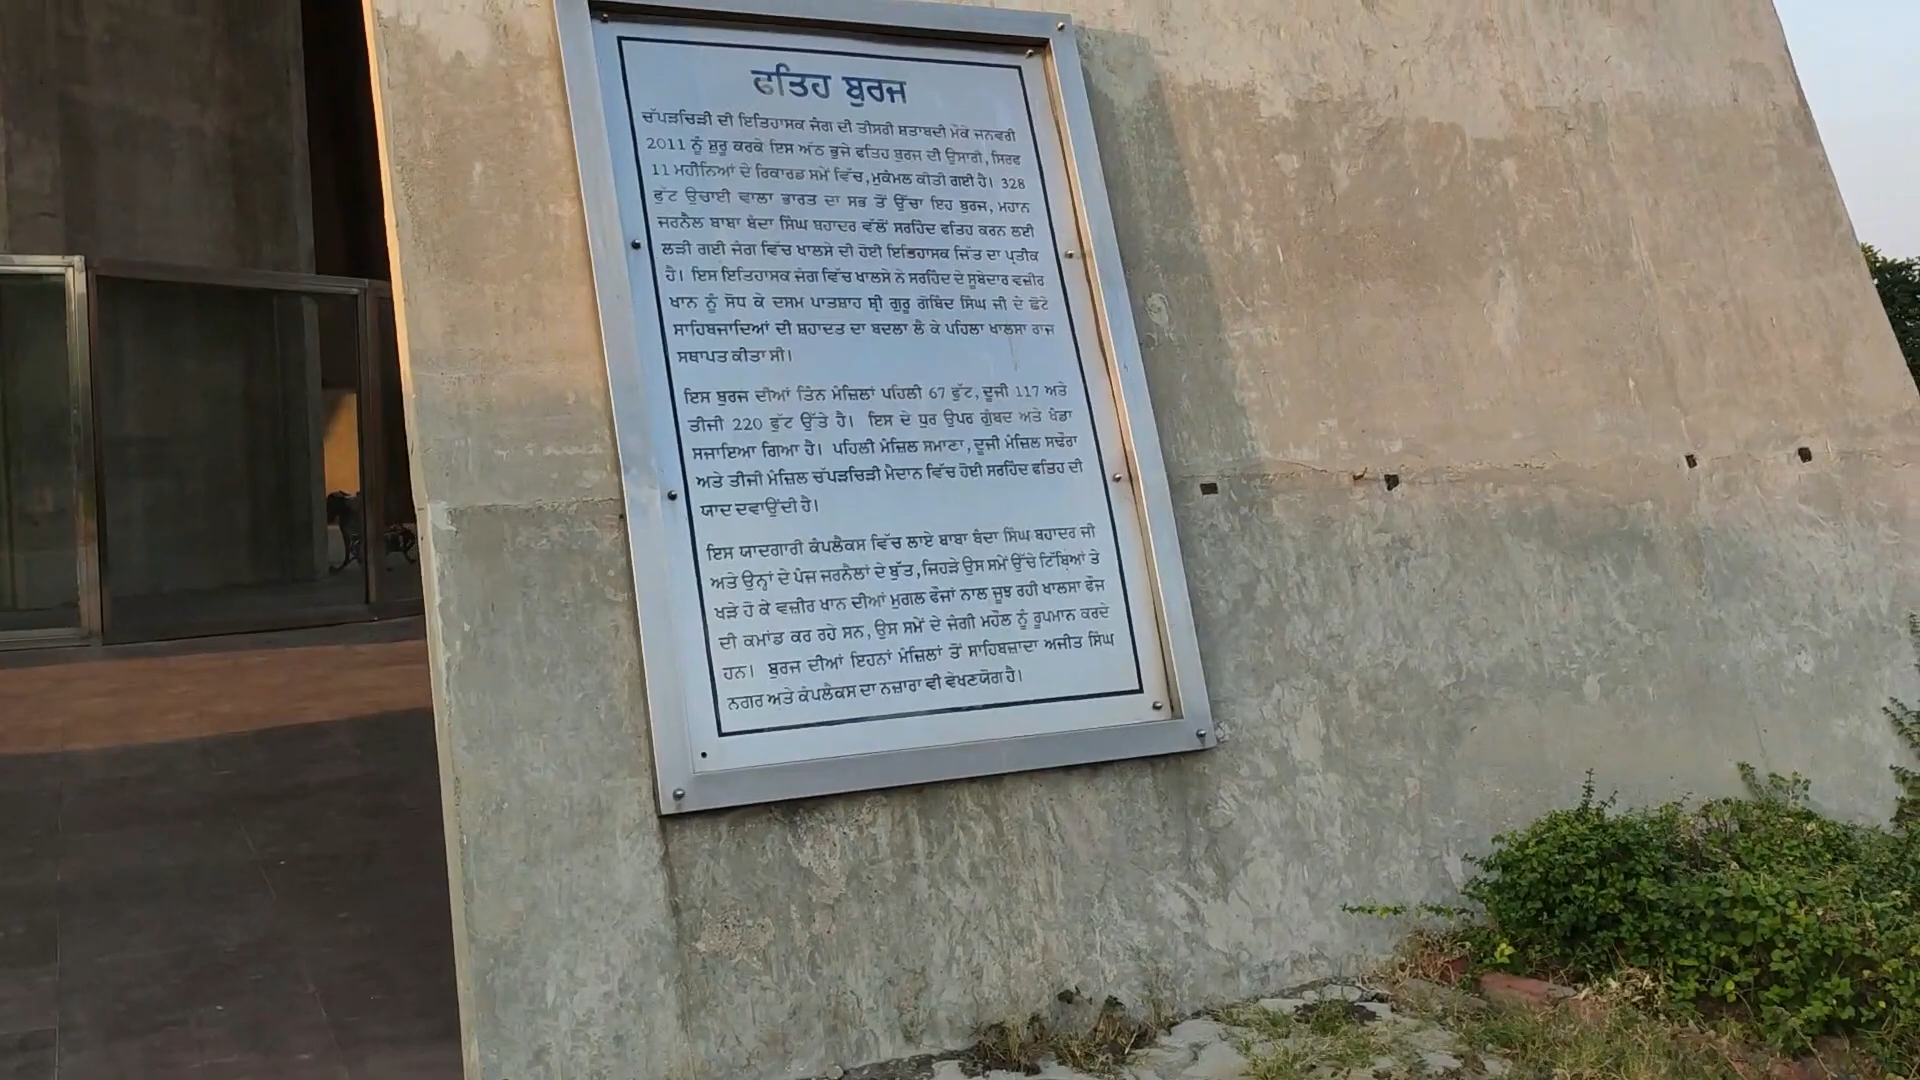 ਫਤਿਹ ਬੁਰਜ
ਚੱਪੜਚਿੜੀ ਦੀ ਇਤਿਹਾਸਕ ਜੰਗ ਦੀ ਤੀਸਰੀ ਸ਼ਤਾਬਦੀ ਮੌਕੇ ਜਨਵਰੀ
2011 ਨੂੰ ਸ਼ੁਰੂ ਕਰਕੇ ਇਸ ਅੱਠ ਭੁਜੇ ਫਤਿਹ ਬੁਰਜ ਦੀ ਉਸਾਰੀ, ਸਿਰਫ
11 ਮਹੀਨਿਆਂ ਦੇ ਰਿਕਾਰਡ ਸਮੇਂ ਵਿੱਚ, ਮੁਕੰਮਲ ਕੀਤੀ ਗਈ ਹੈ। 328
ਫੁੱਟ ਉਚਾਈ ਵਾਲਾ ਭਾਰਤ ਦਾ ਸਭ ਤੋਂ ਉੱਚਾ ਇਹ ਬੁਰਜ, ਮਹਾਨ
ਜਰਨੈਲ ਬਾਬਾ ਬੰਦਾ ਸਿੰਘ ਬਹਾਦਰ ਵੱਲੋਂ ਸਰਹਿੰਦ ਫਤਿਹ ਕਰਨ ਲਈ
ਲੜੀ ਗਈ ਜੰਗ ਵਿੱਚ ਖਾਲਸੇ ਦੀ ਹੋਈ ਇਤਿਹਾਸਕ ਜਿੱਤ ਦਾ ਪ੍ਰਤੀਕ
ਹੈ। ਇਸ ਇਤਿਹਾਸਕ ਜੰਗ ਵਿੱਚ ਖਾਲਸੇ ਨੇ ਸਰਹਿੰਦ ਦੇ ਸੂਬੇਦਾਰ ਵਜ਼ੀਰ
ਖਾਨ ਨੂੰ ਸੋਧ ਕੇ ਦਸਮ ਪਾਤਸ਼ਾਹ ਸ਼੍ਰੀ ਗੁਰੂ ਗੋਬਿੰਦ ਸਿੰਘ ਜੀ ਦੇ ਛੋਟੇ
ਸਾਹਿਬਜਾਦਿਆਂ ਦੀ ਸ਼ਹਾਦਤ ਦਾ ਬਦਲਾ ਲੈ ਕੇ ਪਹਿਲਾ ਖਾਲਸਾ ਰਾਜ
ਸਥਾਪਤ ਕੀਤਾ ਸੀ।
ਇਸ ਬੁਰਜ ਦੀਆਂ ਤਿੰਨ ਮੰਜ਼ਿਲਾਂ ਪਹਿਲੀ 67 ਫੁੱਟ, ਦੂਜੀ 117 ਅਤੇ
ਤੀਜੀ 220 ਫੁੱਟ ਉੱਤੇ ਹੈ। ਇਸ ਦੇ ਧੁਰ ਉਪਰ ਗੁੰਬਦ ਅਤੇ ਖੰਡਾ
ਸਜਾਇਆ ਗਿਆ ਹੈ। ਪਹਿਲੀ ਮੰਜ਼ਿਲ ਸਮਾਣਾ, ਦੂਜੀ ਮੰਜ਼ਿਲ ਸਢੌਰਾ
ਅਤੇ ਤੀਜੀ ਮੰਜ਼ਿਲ ਚੱਪੜਚਿੜੀ ਮੈਦਾਨ ਵਿੱਚ ਹੋਈ ਸਰਹਿੰਦ ਫਤਿਹ ਦੀ
ਯਾਦ ਦਵਾਉਂਦੀ ਹੈ।
ਇਸ ਯਾਦਗਾਰੀ ਕੰਪਲੈਕਸ ਵਿੱਚ ਲਾਏ ਬਾਬਾ ਬੰਦਾ ਸਿੰਘ ਬਹਾਦਰ ਜੀ
ਅਤੇ ਉਨ੍ਹਾਂ ਦੇ ਪੰਜ ਜਰਨੈਲਾਂ ਦੇ ਬੁੱਤ, ਜਿਹੜੇ ਉਸ ਸਮੇਂ ਉੱਚੇ ਟਿੱਬਿਆਂ ਤੇ
ਖੜੇ ਹੋ ਕੇ ਵਜ਼ੀਰ ਖਾਨ ਦੀਆਂ ਮੁਗਲ ਫੌਜਾਂ ਨਾਲ ਜੂਝ ਰਹੀ ਖਾਲਸਾ ਫੌਜ
ਦੀ ਕਮਾਂਡ ਕਰ ਰਹੇ ਸਨ, ਉਸ ਸਮੇਂ ਦੇ ਜੰਗੀ ਮਹੌਲ ਨੂੰ ਰੂਪਮਾਨ ਕਰਦੇ
ਹਨ। ਬੁਰਜ ਦੀਆਂ ਇਹਨਾਂ ਮੰਜ਼ਿਲਾਂ ਤੋਂ ਸਾਹਿਬਜ਼ਾਦਾ ਅਜੀਤ ਸਿੰਘ
ਨਗਰ ਅਤੇ ਕੰਪਲੈਕਸ ਦਾ ਨਜ਼ਾਰਾ ਵੀ ਵੇਖਣਯੋਗ ਹੈ।